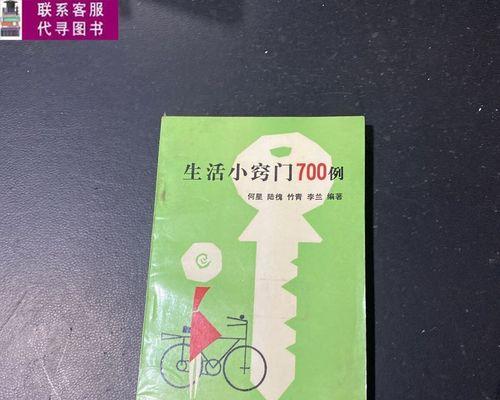 联系客服
代寻图书
生活小窍门700例
何星 陆槐 竹青 李兰 编著